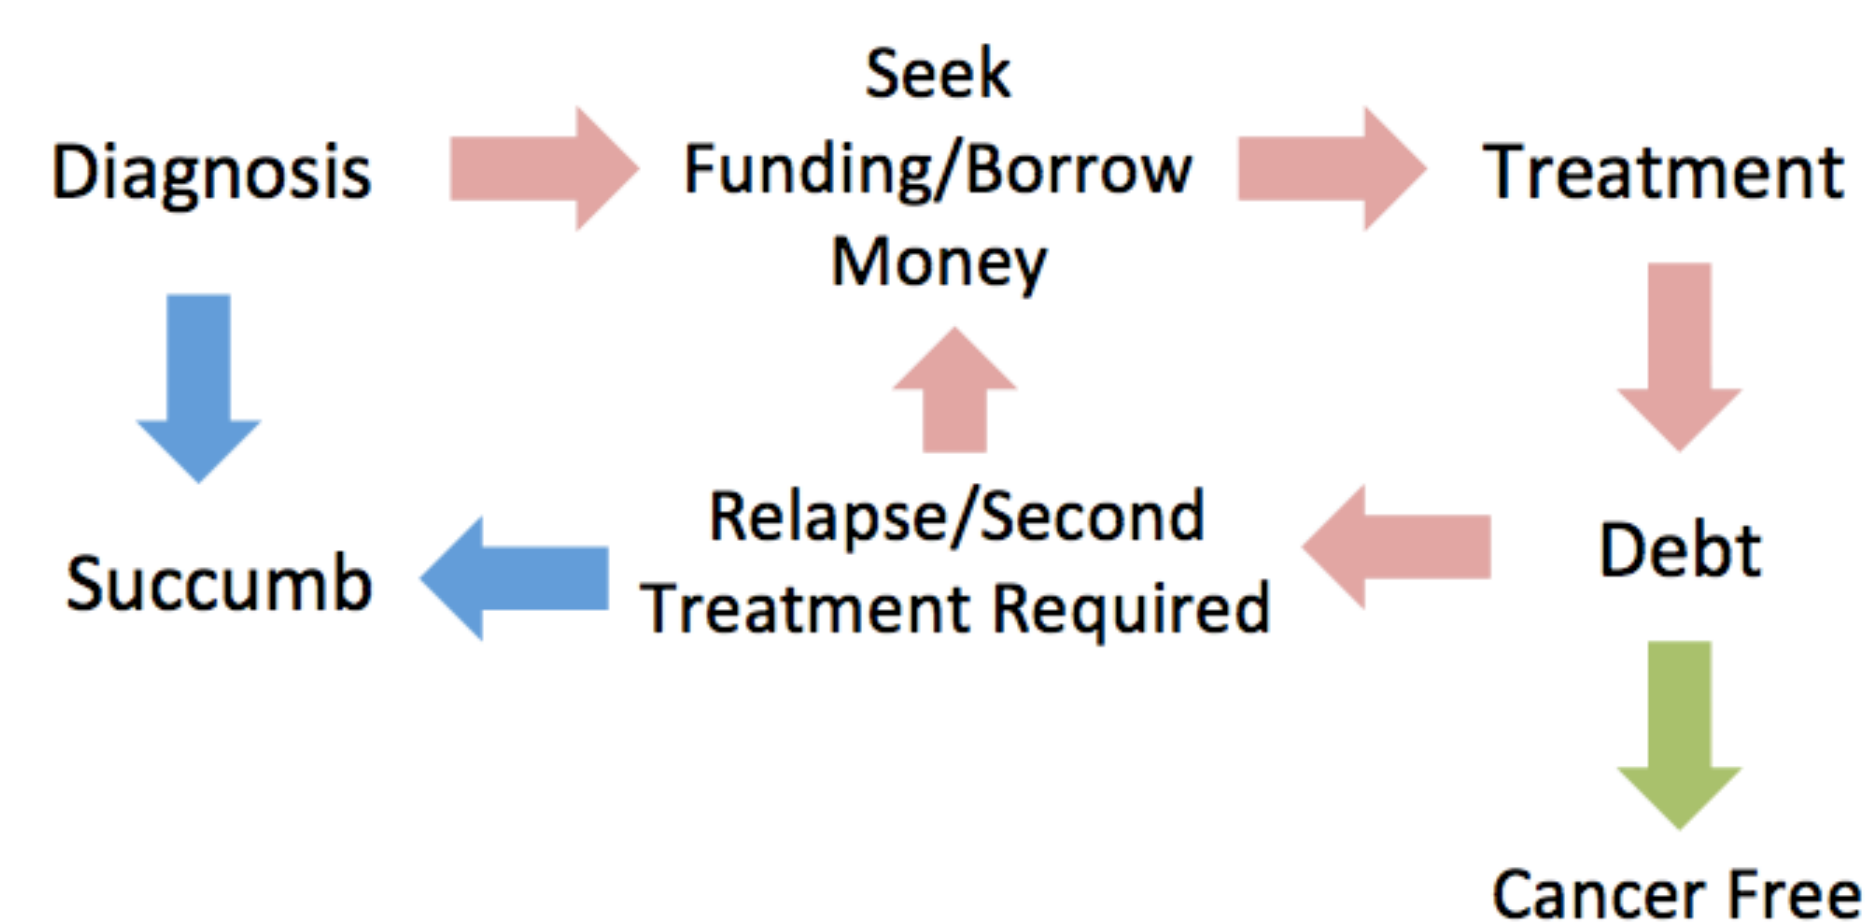 Diagnosis
Seek
Funding/Borrow
Money
Treatment
Succumb
Relapse/Second
Treatment Required
Debt
Cancer Free